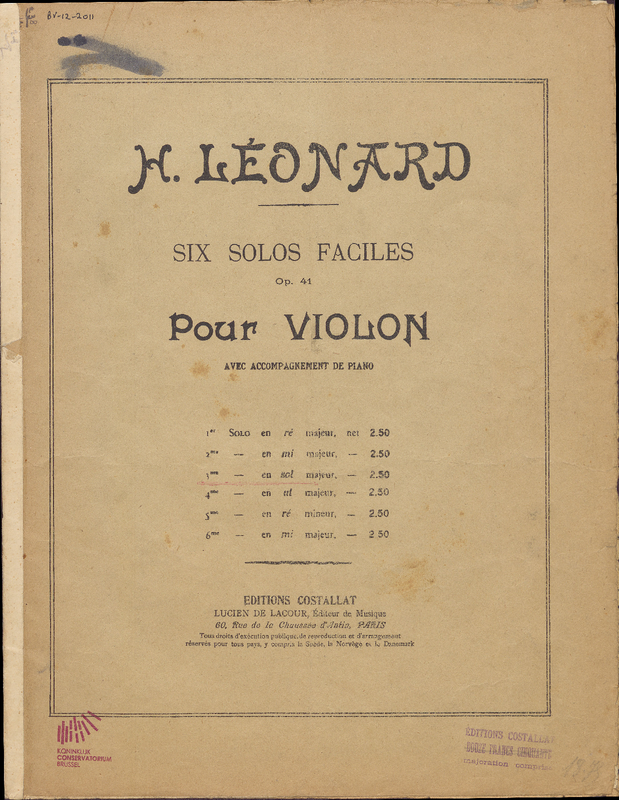 BV-12-2011
H. LÉONARD
SIX SOLOS FACILES
Op. 41
Pour VIOLON
AVEC ACCOMPAGNEMENT DE PIANO
1er SOLO en ré majeur, net 2.50
2me — en mi majeur, — 2.50
3me — en sol majeur, — 2.50
4me — en ut majeur, — 2.50
5me — en ré mineur, — 2.50
6me — en mi majeur, — 2 50
EDITIONS COSTALLAT
LUCIEN DE LACOUR, Éditeur de Musique
60, Rue de la Chaussée d'Antin, PARIS
Tous droits d'exécution publique, de reproduction et d'arrangement
réservés pour tous pays, y compris la Suède, la Norvège et le Danemark
KONINKLIJK
CONSERVATORIUM
BRUSSEL
ÉDITIONS COSTALLAT
DOUZE FRANCS CINQUANTE
majoration comprise